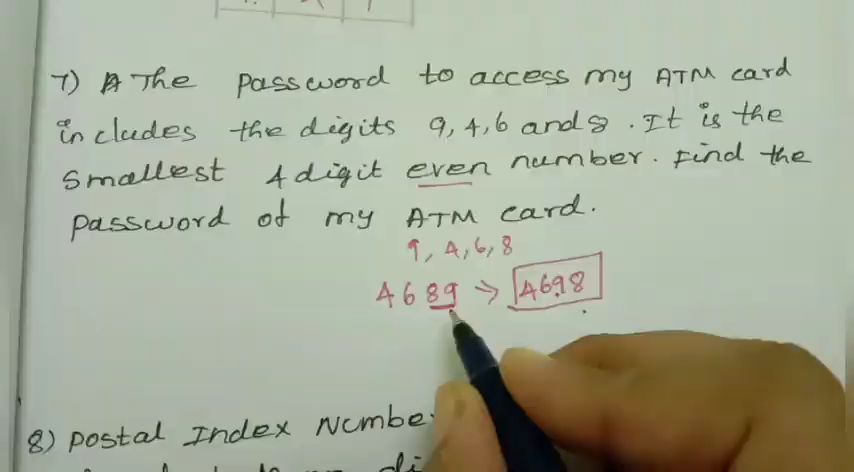 7) A The password to access my ATM card
includes the digits 9, 4, 6 and 8. It is the
smallest 4 digit even number. Find the
password of my ATM card.
9, 4, 6, 8
4689 → 4698
8) Postal Index Numbe